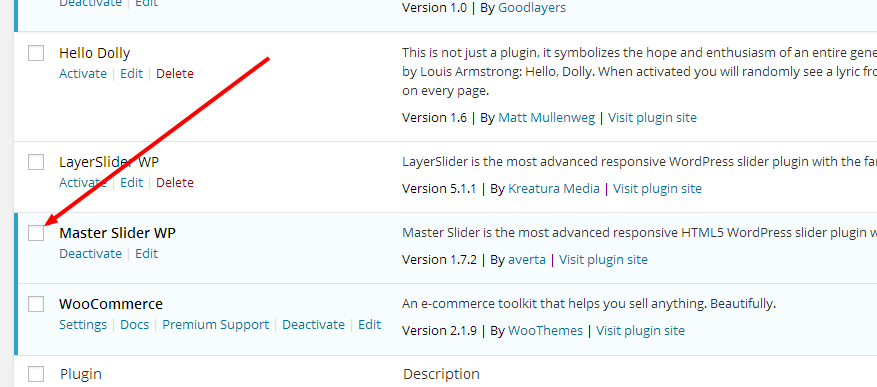 Deactivate | Edit
Version 1.0 | By Goodlayers
Hello Dolly
Activate | Edit | Delete
This is not just a plugin, it symbolizes the hope and enthusiasm of an entire gene
by Louis Armstrong: Hello, Dolly. When activated you will randomly see a lyric fro
on every page.
Version 1.6 | By Matt Mullenweg | Visit plugin site
LayerSlider WP
Activate | Edit | Delete
LayerSlider is the most advanced responsive WordPress slider plugin with the fa
Version 5.1.1 | By Kreatura Media | Visit plugin site
Master Slider WP
Deactivate | Edit
Master Slider is the most advanced responsive HTML5 WordPress slider plugin w
Version 1.7.2 | By averta | Visit plugin site
WooCommerce
Settings | Docs | Premium Support | Deactivate | Edit
An e-commerce toolkit that helps you sell anything. Beautifully.
Version 2.1.9 | By WooThemes | Visit plugin site
Plugin
Description